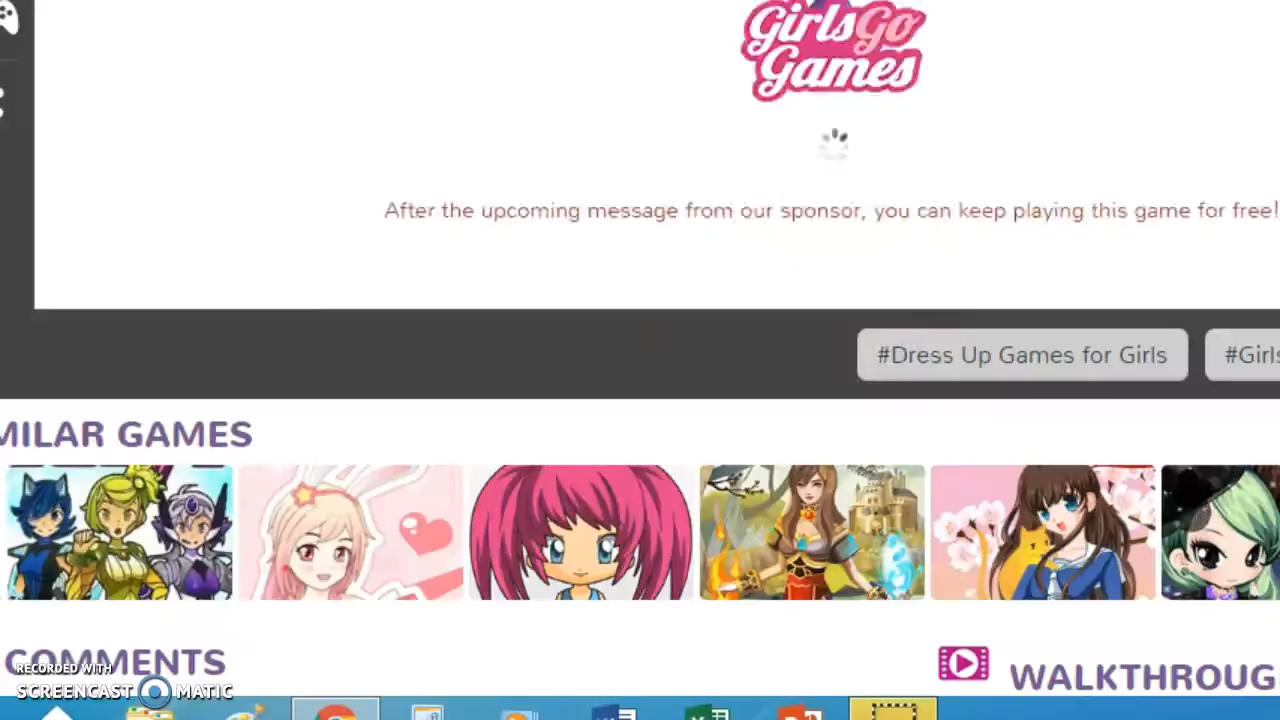 GirlsGo
Games
After the upcoming message from our sponsor, you can keep playing this game for free!
#Dress Up Games for Girls
#Girls
MILAR GAMES
COMMENTS
WALKTHROUG
RECORDED WITH
SCREENCAST MATIC